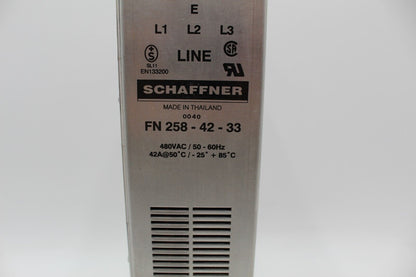 E
L1 L2 L3
S LINE SA
SL11
EN133200
SCHAFFNER
MADE IN THAILAND
0040
FN 258 - 42 - 33
480VAC / 50 - 60Hz
42A@50°C / - 25° + 85°C